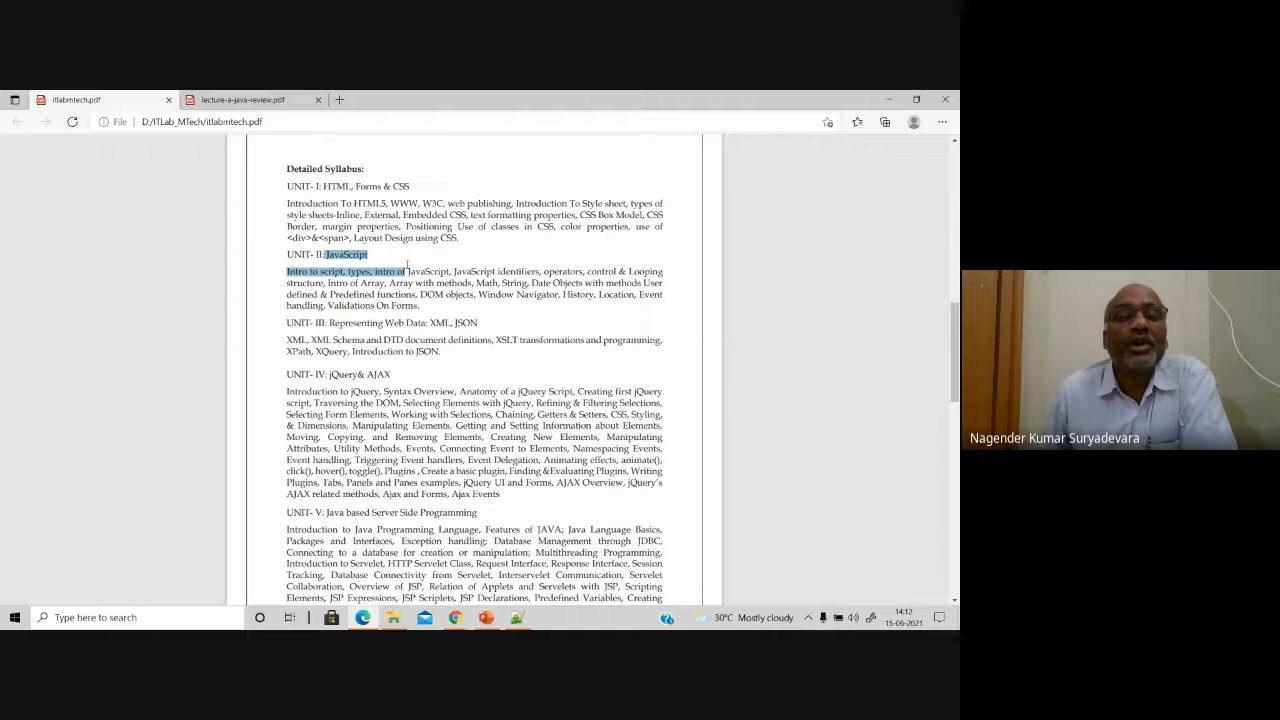 itlabmtech.pdf
lecture-a-java-review.pdf
File
D:/ITLab_MTech/itlabmtech.pdf
Detailed Syllabus:
UNIT- I: HTML, Forms & CSS
Introduction To HTML5, WWW, W3C, web publishing, Introduction To Style sheet, types of
style sheets-Inline, External, Embedded CSS, text formatting properties, CSS Box Model, CSS
Border, margin properties, Positioning Use of classes in CSS, color properties, use of
<div>&<span>, Layout Design using CSS.
UNIT- II: JavaScript
Intro to script, types, intro of JavaScript, JavaScript identifiers, operators, control & Looping
structure, Intro of Array, Array with methods, Math, String, Date Objects with methods User
defined & Predefined functions, DOM objects, Window Navigator, History, Location, Event
handling, Validations On Forms.
UNIT- III: Representing Web Data: XML, JSON
XML, XML Schema and DTD document definitions, XSLT transformations and programming,
XPath, XQuery, Introduction to JSON.
UNIT- IV: jQuery& AJAX
Introduction to jQuery, Syntax Overview, Anatomy of a jQuery Script, Creating first jQuery
script, Traversing the DOM, Selecting Elements with jQuery, Refining & Filtering Selections,
Selecting Form Elements, Working with Selections, Chaining, Getters & Setters, CSS, Styling,
& Dimensions, Manipulating Elements, Getting and Setting Information about Elements,
Moving, Copying, and Removing Elements, Creating New Elements, Manipulating
Attributes, Utility Methods, Events, Connecting Event to Elements, Namespacing Events,
Event handling, Triggering Event handlers, Event Delegation, Animating effects, animate(),
click(), hover(), toggle(), Plugins , Create a basic plugin, Finding &Evaluating Plugins, Writing
Plugins, Tabs, Panels and Panes examples, jQuery UI and Forms, AJAX Overview, jQuery's
AJAX related methods, Ajax and Forms, Ajax Events
UNIT- V: Java based Server Side Programming
Introduction to Java Programming Language, Features of JAVA; Java Language Basics,
Packages and Interfaces, Exception handling; Database Management through JDBC,
Connecting to a database for creation or manipulation; Multithreading Programming,
Introduction to Servlet, HTTP Servlet Class, Request Interface, Response Interface, Session
Tracking, Database Connectivity from Servlet, Interservelet Communication, Servelet
Collaboration, Overview of JSP, Relation of Applets and Servelets with JSP, Scripting
Elements, JSP Expressions, JSP Scriplets, JSP Declarations, Predefined Variables, Creating
Nagender Kumar Suryadevara
Type here to search
30°C Mostly cloudy
14:12
15-06-2021